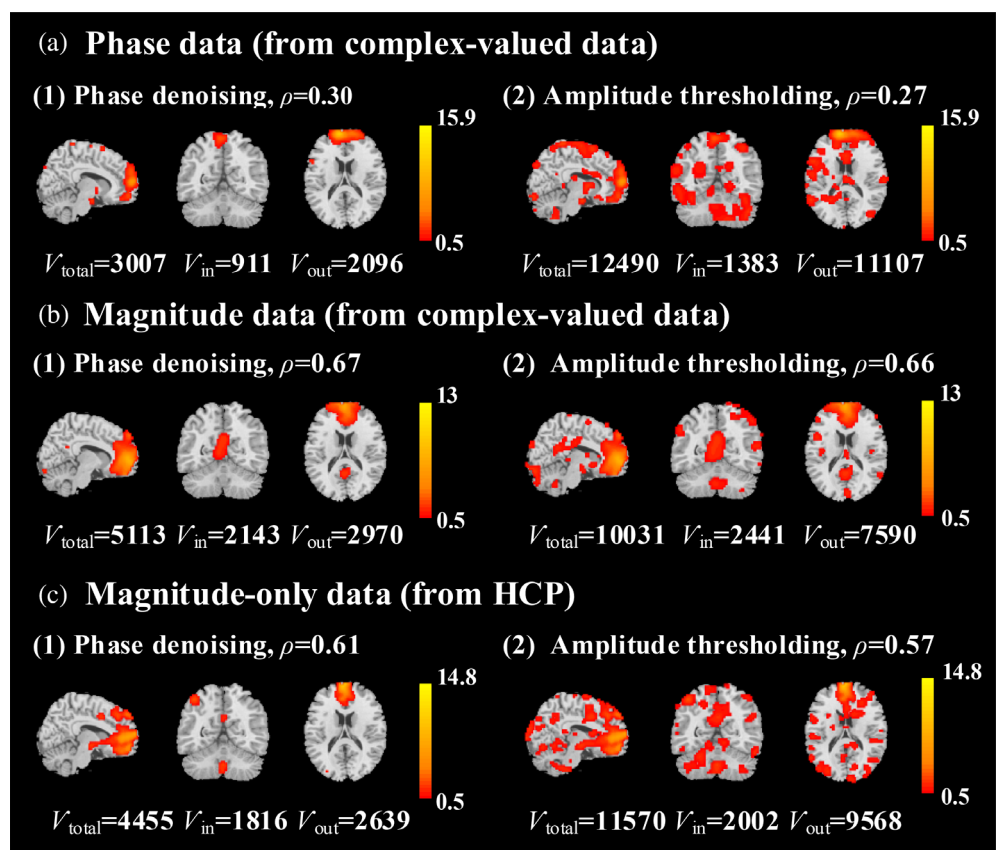 (a) Phase data (from complex-valued data)
(1) Phase denoising, ρ=0.30
(2) Amplitude thresholding, ρ=0.27
15.9
0.5
15.9
0.5
Vtotal=3007 Vin=911 Vout=2096
Vtotal=12490 Vin=1383 Vout=11107
(b) Magnitude data (from complex-valued data)
(1) Phase denoising, ρ=0.67
(2) Amplitude thresholding, ρ=0.66
13
0.5
13
0.5
Vtotal=5113 Vin=2143 Vout=2970
Vtotal=10031 Vin=2441 Vout=7590
(c) Magnitude-only data (from HCP)
(1) Phase denoising, ρ=0.61
(2) Amplitude thresholding, ρ=0.57
14.8
0.5
14.8
0.5
Vtotal=4455 Vin=1816 Vout=2639
Vtotal=11570 Vin=2002 Vout=9568